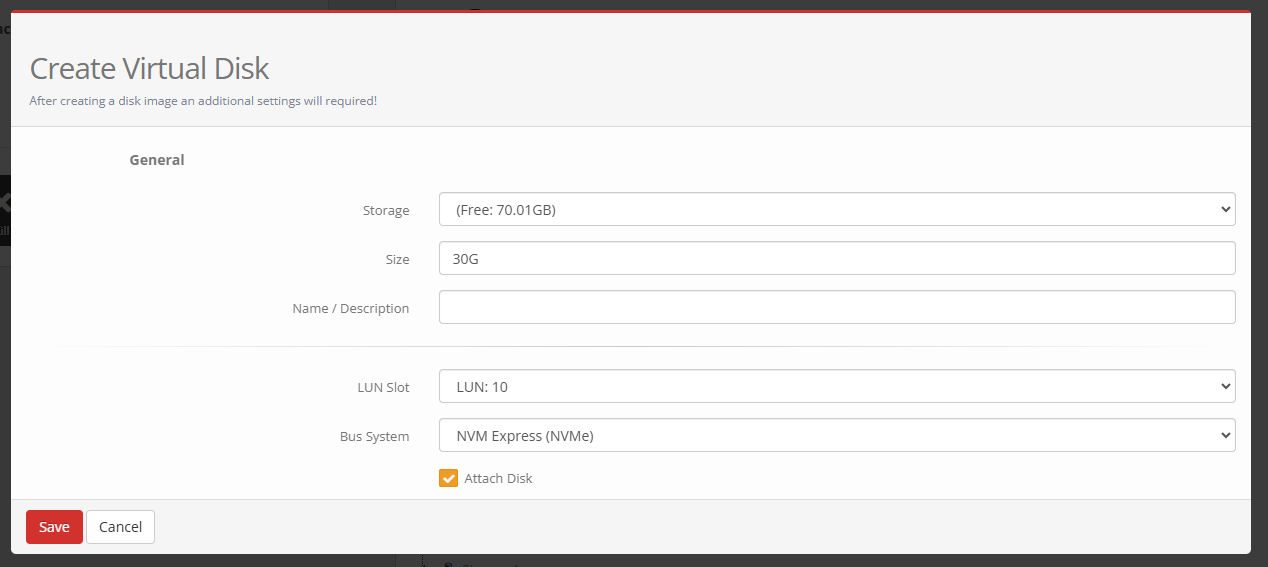 Create Virtual Disk
After creating a disk image an additional settings will required!
General
Storage
(Free: 70.01GB)
Size
30G
Name / Description
LUN Slot
LUN: 10
Bus System
NVM Express (NVMe)
Attach Disk
Save
Cancel